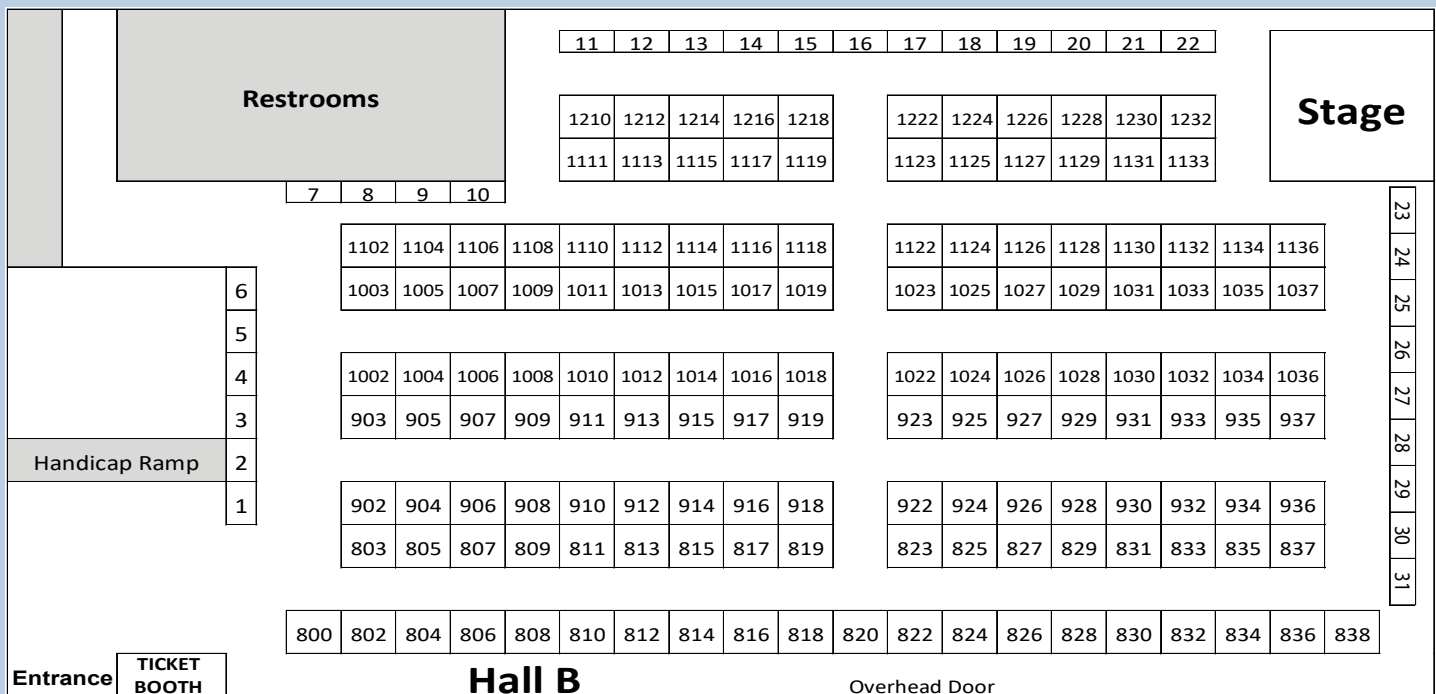 11 12 13 14 15 16 17 18 19 20 21 22
Restrooms
Stage
1210 1212 1214 1216 1218 1222 1224 1226 1228 1230 1232
1111 1113 1115 1117 1119 1123 1125 1127 1129 1131 1133
7 8 9 10
23
1102 1104 1106 1108 1110 1112 1114 1116 1118 1122 1124 1126 1128 1130 1132 1134 1136
24
6 1003 1005 1007 1009 1011 1013 1015 1017 1019 1023 1025 1027 1029 1031 1033 1035 1037
25
5
26
4 1002 1004 1006 1008 1010 1012 1014 1016 1018 1022 1024 1026 1028 1030 1032 1034 1036
27
3 903 905 907 909 911 913 915 917 919 923 925 927 929 931 933 935 937
28
Handicap Ramp 2
29
1 902 904 906 908 910 912 914 916 918 922 924 926 928 930 932 934 936
30
803 805 807 809 811 813 815 817 819 823 825 827 829 831 833 835 837
31
800 802 804 806 808 810 812 814 816 818 820 822 824 826 828 830 832 834 836 838
Entrance
TICKET
BOOTH
Hall B
Overhead Door